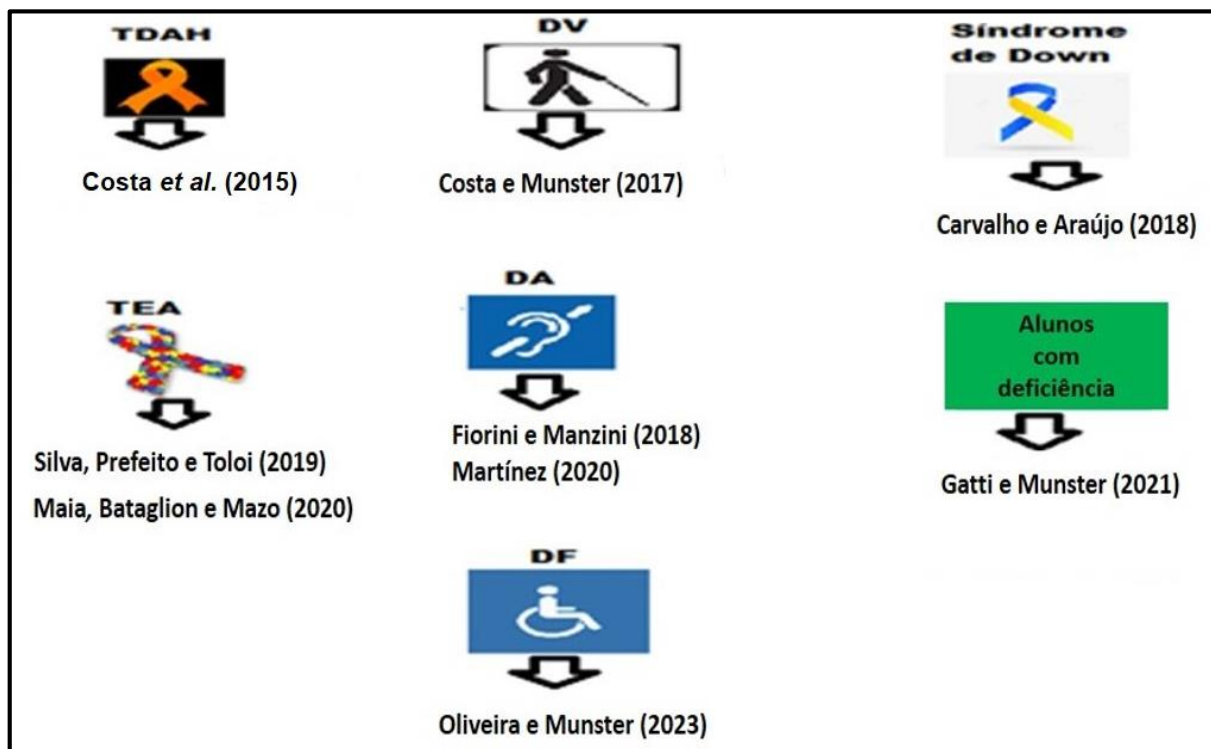 TDAH
Costa et al. (2015)
DV
Costa e Munster (2017)
Síndrome
de Down
Carvalho e Araújo (2018)
TEA
Silva, Prefeito e Toloi (2019)
Maia, Bataglion e Mazo (2020)
DA
Fiorini e Manzini (2018)
Martínez (2020)
Alunos
com
deficiência
Gatti e Munster (2021)
DF
Oliveira e Munster (2023)